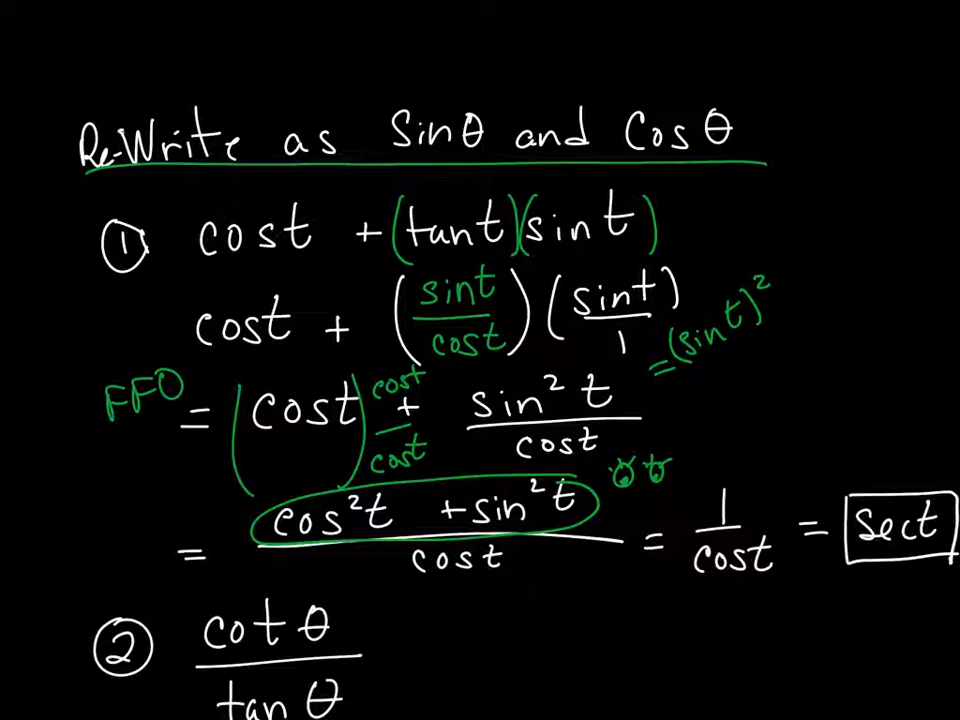 Re-Write as Sinθ and Cosθ
① cost + (tant)(sint)
cost + (sint/cost) (sint/1) = (sint)²
FFO = (cost) cost/cost + sin²t/cost
= cos²t + sin²t / cost = 1/cost = sect
② cotθ / tanθ